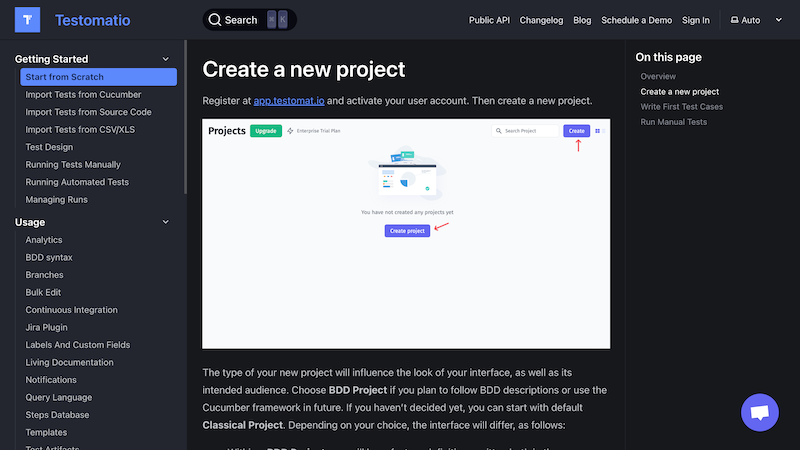 T Testomatio
Search ⌘ K
Public API Changelog Blog Schedule a Demo Sign In Auto
Getting Started
Start from Scratch
Import Tests from Cucumber
Import Tests from Source Code
Import Tests from CSV/XLS
Test Design
Running Tests Manually
Running Automated Tests
Managing Runs
Usage
Analytics
BDD syntax
Branches
Bulk Edit
Continuous Integration
Jira Plugin
Labels And Custom Fields
Living Documentation
Notifications
Query Language
Steps Database
Templates
Test Artifacts
Create a new project
Register at app.testomat.io and activate your user account. Then create a new project.
Projects Upgrade Enterprise Trial Plan Search Project Create
You have not created any projects yet
Create project
The type of your new project will influence the look of your interface, as well as its
intended audience. Choose BDD Project if you plan to follow BDD descriptions or use the
Cucumber framework in future. If you haven't decided yet, you can start with default
Classical Project. Depending on your choice, the interface will differ, as follows:
On this page
Overview
Create a new project
Write First Test Cases
Run Manual Tests